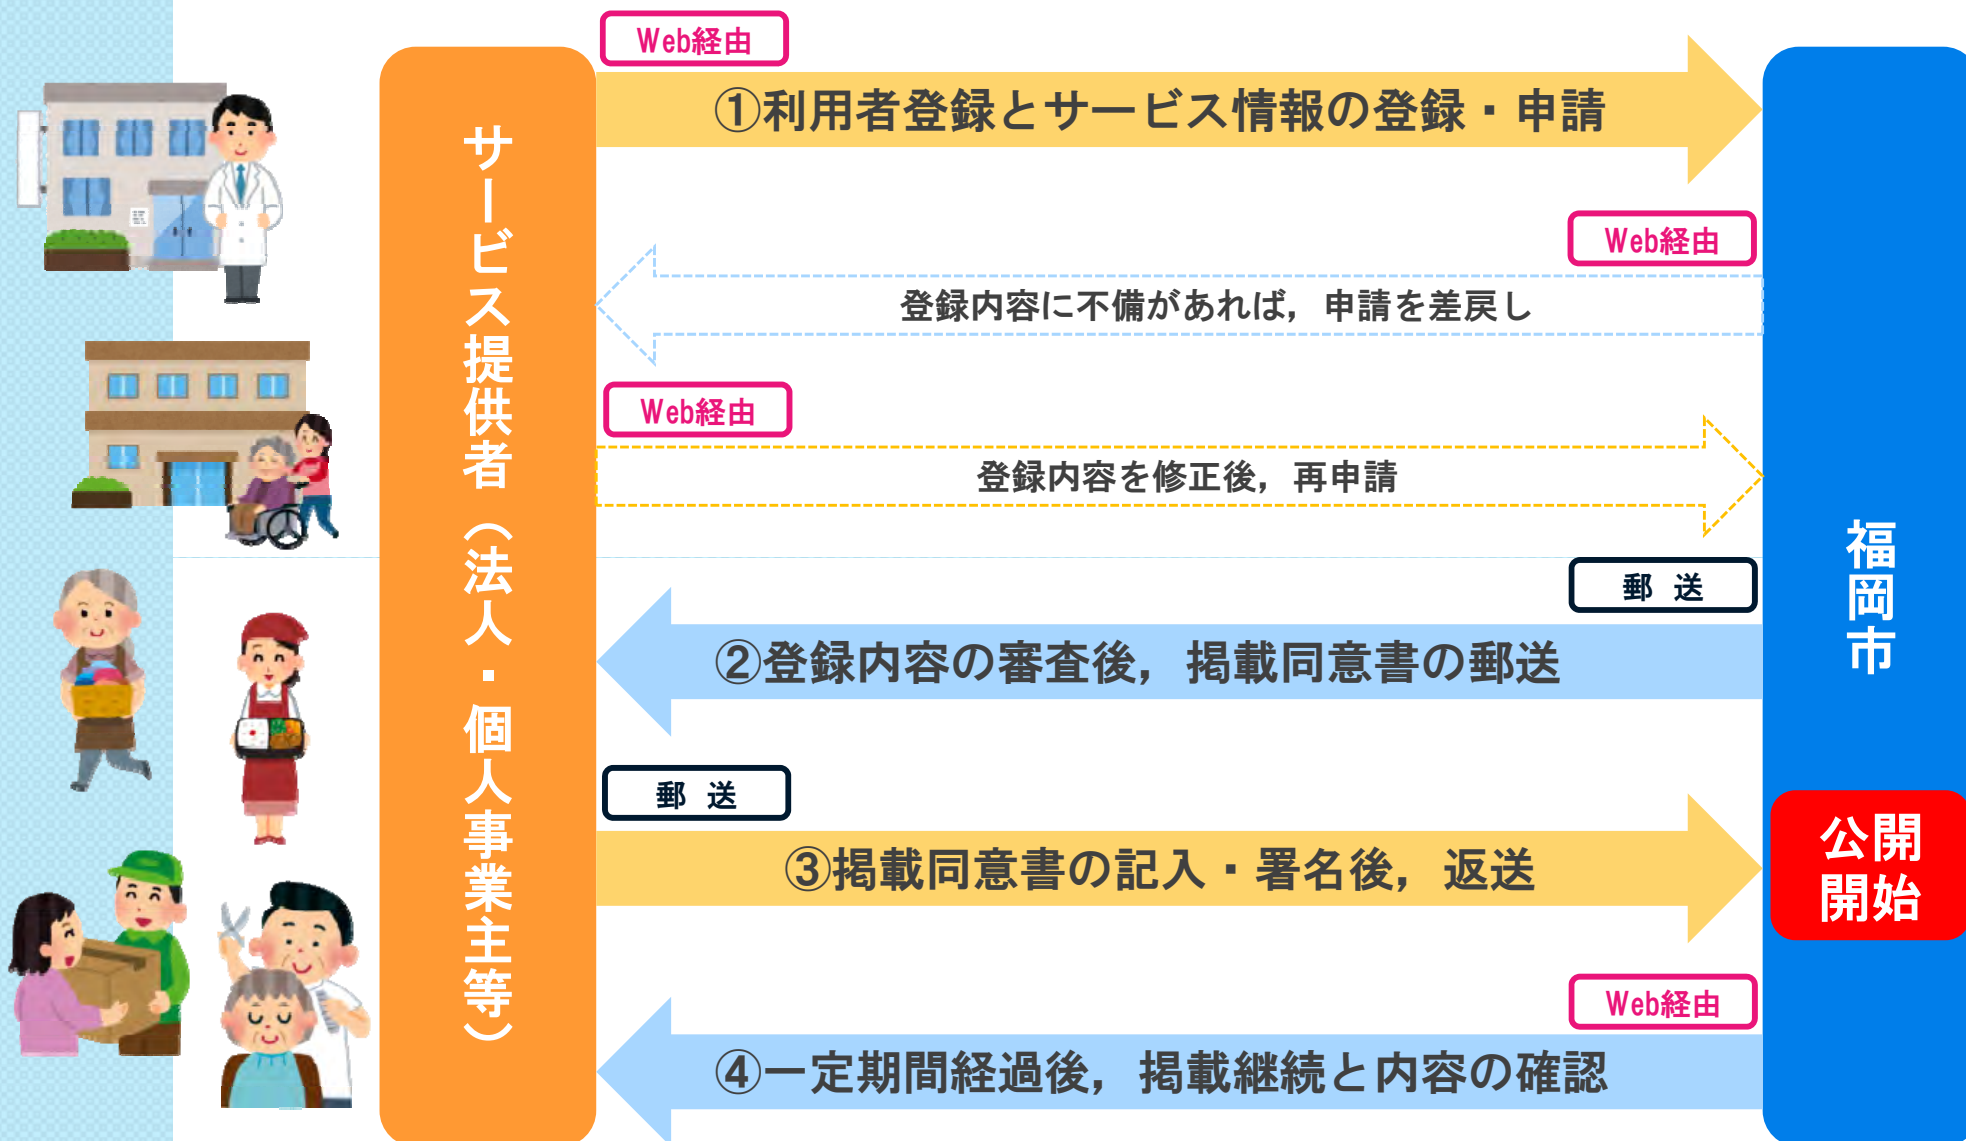 Web経由
①利用者登録とサービス情報の登録・申請
Web経由
登録内容に不備があれば，申請を差戻し
Web経由
登録内容を修正後，再申請
郵 送
②登録内容の審査後，掲載同意書の郵送
郵 送
③掲載同意書の記入・署名後，返送
Web経由
④一定期間経過後，掲載継続と内容の確認
サービス提供者（法人・個人事業主等）
福岡市
公開
開始